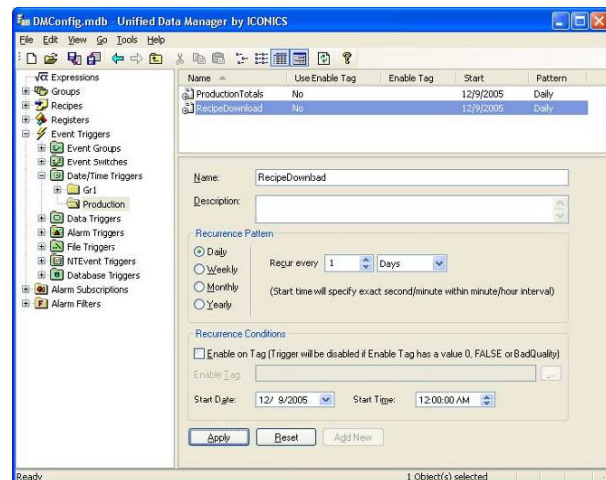 DMConfig.mdb - Unified Data Manager by ICONICS
File Edit View Go Tools Help
Name Use Enable Tag Enable Tag Start Pattern
ProductionTotals No 12/9/2005 Daily
RecipeDownload No 12/9/2005 Daily
Expressions
Groups
Recipes
Registers
Event Triggers
Event Groups
Event Switches
Date/Time Triggers
Gr1
Production
Data Triggers
Alarm Triggers
File Triggers
NTEvent Triggers
Database Triggers
Alarm Subscriptions
Alarm Filters
Name: RecipeDownload
Description:
Recurrence Pattern
Daily
Weekly
Monthly
Yearly
Recur every 1 Days
(Start time will specify exact second/minute within minute/hour interval)
Recurrence Conditions
Enable on Tag (Trigger will be disabled if Enable Tag has a value 0, FALSE or BadQuality)
Enable Tag: ...
Start Date: 12/ 9/2005 Start Time: 12:00:00 AM
Apply Reset Add New
Ready 1 Object(s) selected